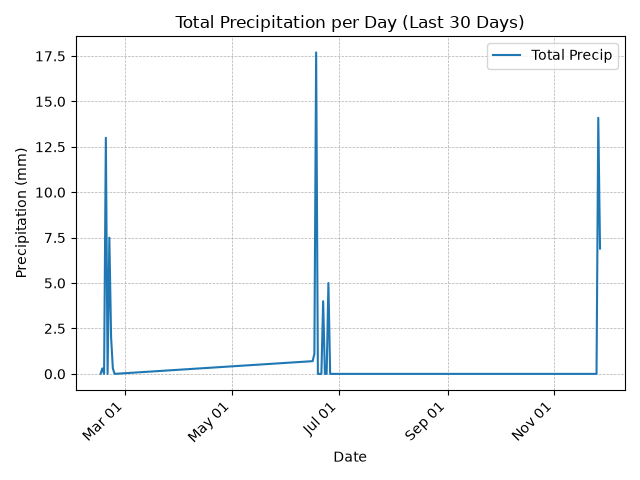 Total Precipitation per Day (Last 30 Days)
Total Precip
17.5
15.0
12.5
10.0
7.5
5.0
2.5
0.0
Precipitation (mm)
Mar 01
May 01
Jul 01
Sep 01
Nov 01
Date